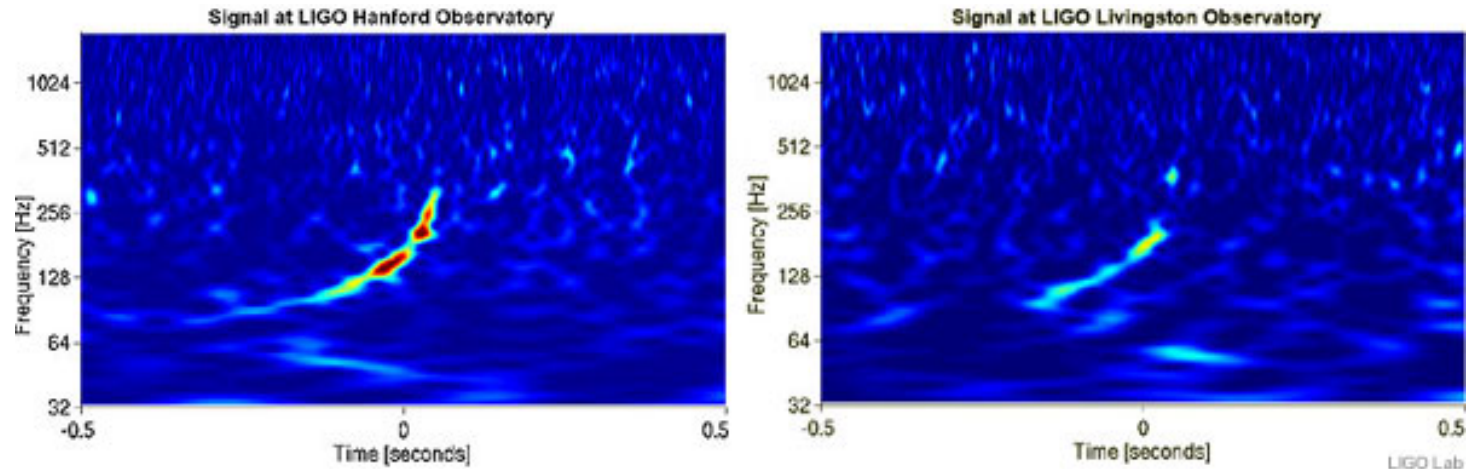 Signal at LIGO Hanford Observatory
Frequency [Hz]
1024
512
256
128
64
32
-0.5
0
0.5
Time [seconds]
Signal at LIGO Livingston Observatory
Frequency [Hz]
1024
512
256
128
64
32
-0.5
0
0.5
Time [seconds]
LIGO Lab